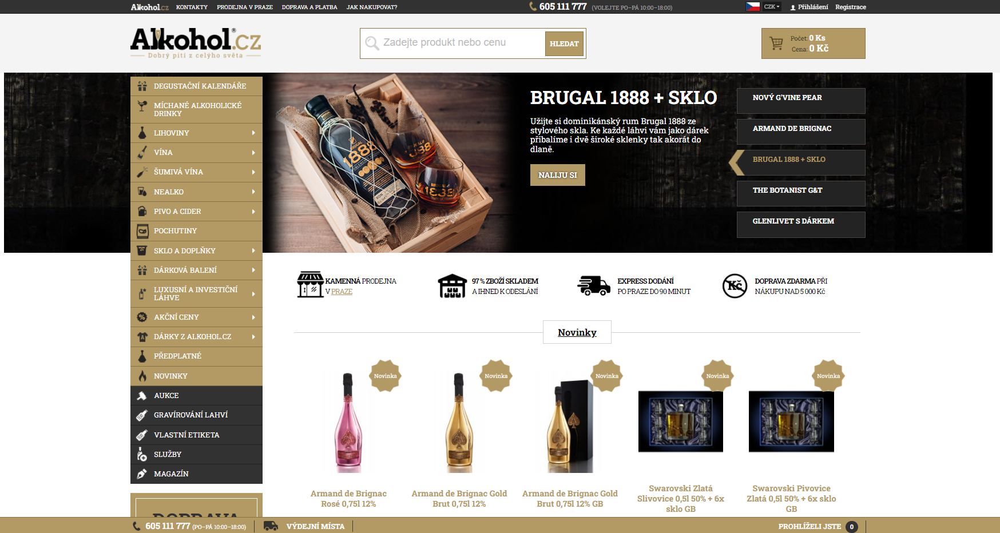 Alkohol.cz KONTAKTY PRODEJNA V PRAZE DOPRAVA A PLATBA JAK NAKUPOVAT? 605 111 777 (VOLEJTE PO–PÁ 10:00–18:00) CZK Přihlášení Registrace
Alkohol.cz®
Dobrý pití z celýho světa
Zadejte produkt nebo cenu HLEDAT
Počet: 0 Ks
Cena: 0 Kč
DEGUSTAČNÍ KALENDÁŘE
MÍCHANÉ ALKOHOLICKÉ
DRINKY
LIHOVINY
VÍNA
ŠUMIVÁ VÍNA
NEALKO
PIVO A CIDER
POCHUTINY
SKLO A DOPLŇKY
DÁRKOVÁ BALENÍ
LUXUSNÍ A INVESTIČNÍ
LÁHVE
AKČNÍ CENY
DÁRKY Z ALKOHOL.CZ
PŘEDPLATNÉ
NOVINKY
AUKCE
GRAVÍROVÁNÍ LAHVÍ
VLASTNÍ ETIKETA
SLUŽBY
MAGAZÍN
DOPRAVA
BRUGAL
1888
BRUGAL
1888
BRUGAL 1888 + SKLO
Užijte si dominikánský rum Brugal 1888 ze
stylového skla. Ke každé láhvi vám jako dárek
přibalíme i dvě široké sklenky tak akorát do
dlaně.
NALIJU SI
NOVÝ G'VINE PEAR
ARMAND DE BRIGNAC
BRUGAL 1888 + SKLO
THE BOTANIST G&T
GLENLIVET S DÁRKEM
KAMENNÁ PRODEJNA
V PRAZE
97 % ZBOŽÍ SKLADEM
A IHNED K ODESLÁNÍ
EXPRESS DODÁNÍ
PO PRAZE DO 90 MINUT
Kč
DOPRAVA ZDARMA PŘI
NÁKUPU NAD 5 000 Kč
Novinky
Novinka Novinka Novinka Novinka Novinka
Armand de Brignac
Rosé 0,75l 12%
Armand de Brignac Gold
Brut 0,75l 12%
Armand de Brignac Gold
Brut 0,75l 12% GB
Swarovski Zlatá
Slivovice 0,5l 50% + 6x
sklo GB
Swarovski Pivovice
Zlatá 0,5l 50% + 6x sklo
GB
605 111 777 (PO–PÁ 10:00–18:00) VÝDEJNÍ MÍSTA PROHLÍŽELI JSTE 0